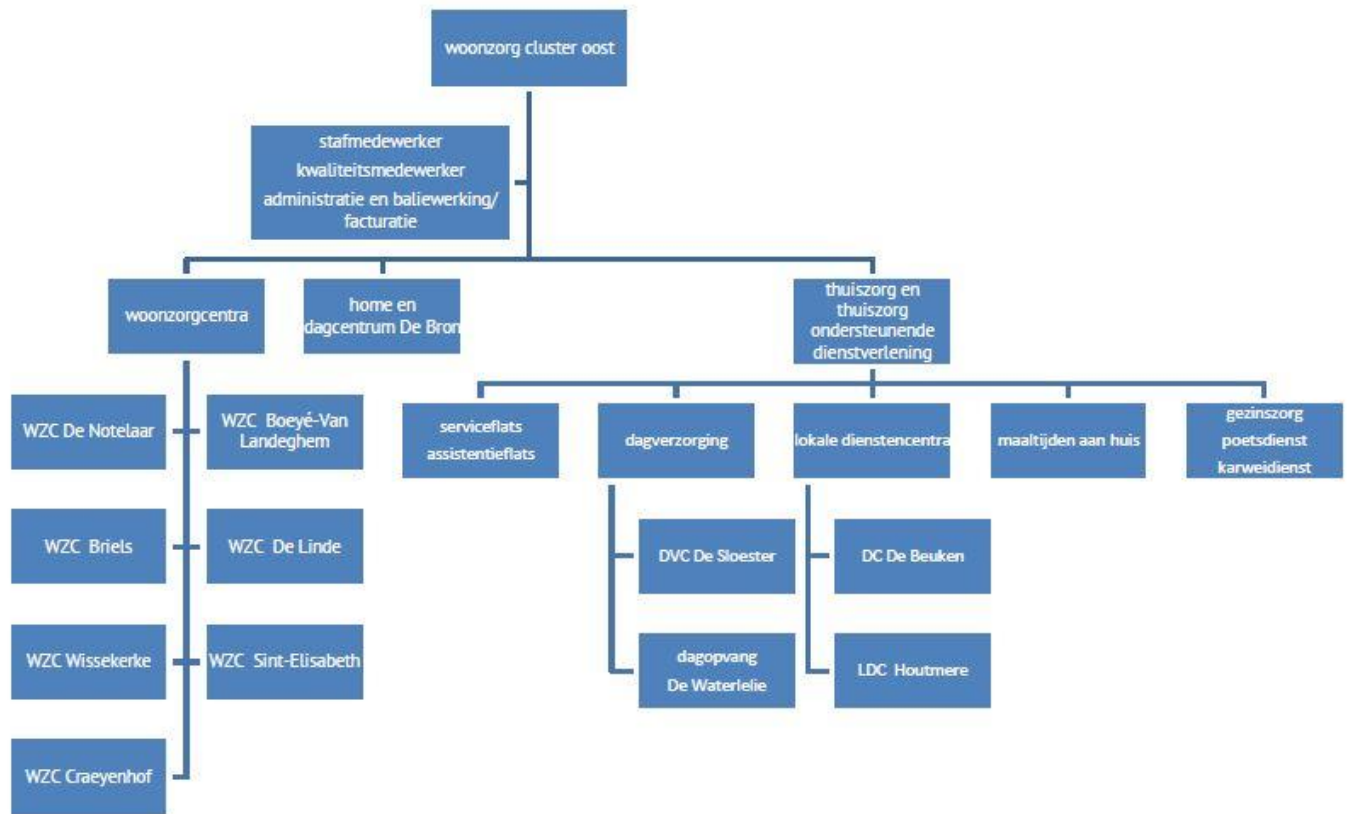 woonzorg cluster oost
stafmedewerker
kwaliteitsmedewerker
administratie en baliewerking/
facturatie
woonzorgcentra
home en
dagcentrum De Bron
thuiszorg en
thuiszorg
ondersteunende
dienstverlening
WZC De Notelaar
WZC Boeyé-Van
Landeghem
WZC Briels
WZC De Linde
WZC Wissekerke
WZC Sint-Elisabeth
WZC Craeyenhof
serviceflats
assistentieflats
dagverzorging
lokale dienstencentra
maaltijden aan huis
gezinszorg
poetsdienst
karweidienst
DVC De Sloester
dagopvang
De Waterlelie
DC De Beuken
LDC Houtmere